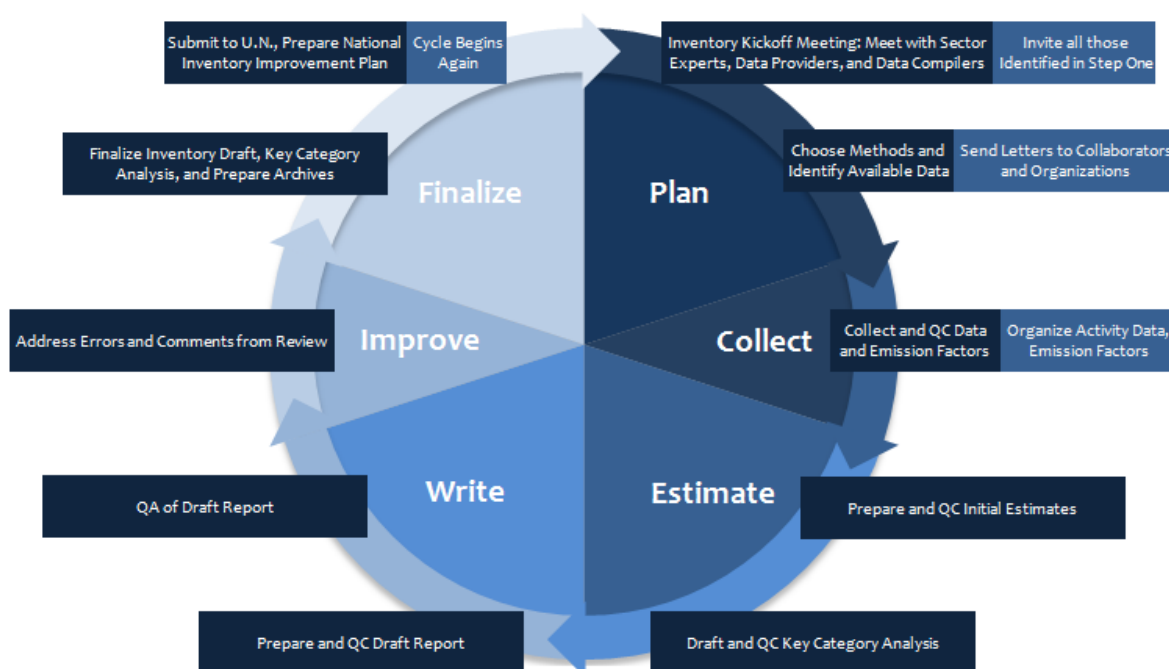 Submit to U.N., Prepare National
Inventory Improvement Plan
Cycle Begins
Again
Inventory Kickoff Meeting: Meet with Sector
Experts, Data Providers, and Data Compilers
Invite all those
Identified in Step One
Finalize Inventory Draft, Key Category
Analysis, and Prepare Archives
Choose Methods and
Identify Available Data
Send Letters to Collaborators
and Organizations
Finalize
Plan
Address Errors and Comments from Review
Improve
Collect
Collect and QC Data
and Emission Factors
Organize Activity Data,
Emission Factors
QA of Draft Report
Write
Estimate
Prepare and QC Initial Estimates
Prepare and QC Draft Report
Draft and QC Key Category Analysis